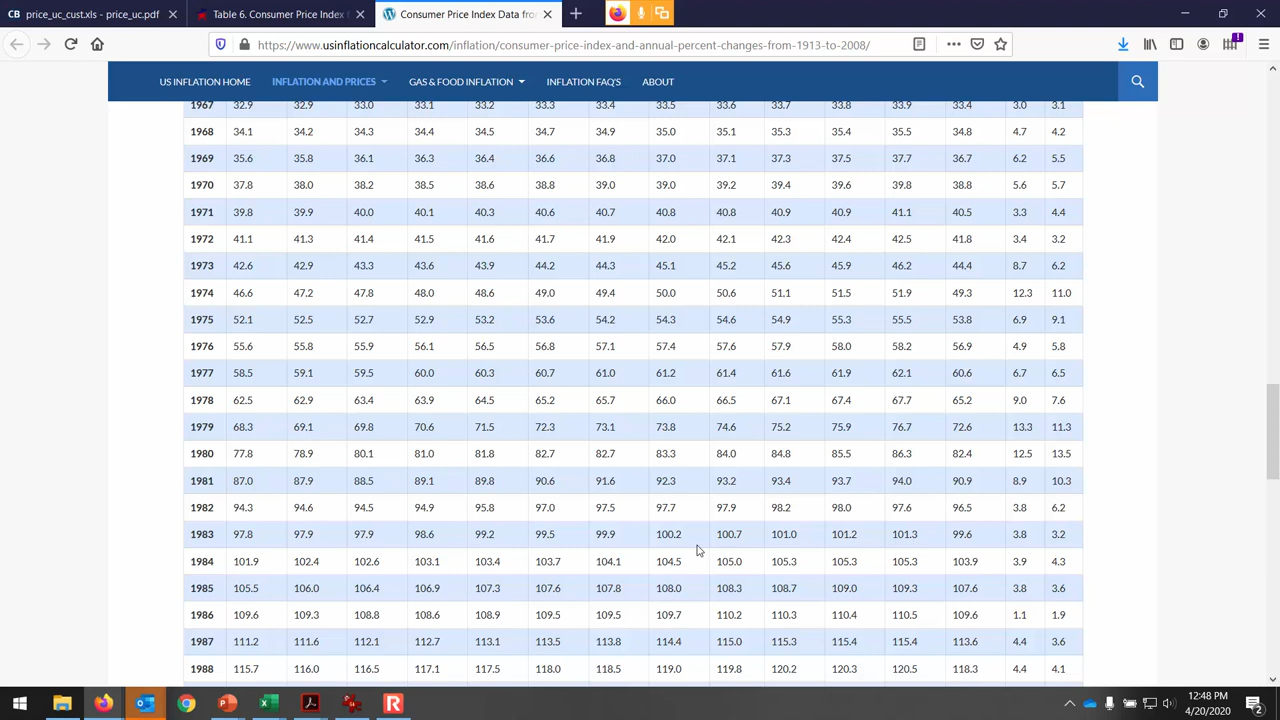 CB price_uc_cust.xls - price_uc.pdf
Table 6. Consumer Price Index f
Consumer Price Index Data fro
https://www.usinflationcalculator.com/inflation/consumer-price-index-and-annual-percent-changes-from-1913-to-2008/
1
US INFLATION HOME INFLATION AND PRICES GAS & FOOD INFLATION INFLATION FAQ'S ABOUT
1967 32.9 32.9 33.0 33.1 33.2 33.3 33.4 33.5 33.6 33.7 33.8 33.9 33.4 3.0 3.1
1968 34.1 34.2 34.3 34.4 34.5 34.7 34.9 35.0 35.1 35.3 35.4 35.5 34.8 4.7 4.2
1969 35.6 35.8 36.1 36.3 36.4 36.6 36.8 37.0 37.1 37.3 37.5 37.7 36.7 6.2 5.5
1970 37.8 38.0 38.2 38.5 38.6 38.8 39.0 39.0 39.2 39.4 39.6 39.8 38.8 5.6 5.7
1971 39.8 39.9 40.0 40.1 40.3 40.6 40.7 40.8 40.8 40.9 40.9 41.1 40.5 3.3 4.4
1972 41.1 41.3 41.4 41.5 41.6 41.7 41.9 42.0 42.1 42.3 42.4 42.5 41.8 3.4 3.2
1973 42.6 42.9 43.3 43.6 43.9 44.2 44.3 45.1 45.2 45.6 45.9 46.2 44.4 8.7 6.2
1974 46.6 47.2 47.8 48.0 48.6 49.0 49.4 50.0 50.6 51.1 51.5 51.9 49.3 12.3 11.0
1975 52.1 52.5 52.7 52.9 53.2 53.6 54.2 54.3 54.6 54.9 55.3 55.5 53.8 6.9 9.1
1976 55.6 55.8 55.9 56.1 56.5 56.8 57.1 57.4 57.6 57.9 58.0 58.2 56.9 4.9 5.8
1977 58.5 59.1 59.5 60.0 60.3 60.7 61.0 61.2 61.4 61.6 61.9 62.1 60.6 6.7 6.5
1978 62.5 62.9 63.4 63.9 64.5 65.2 65.7 66.0 66.5 67.1 67.4 67.7 65.2 9.0 7.6
1979 68.3 69.1 69.8 70.6 71.5 72.3 73.1 73.8 74.6 75.2 75.9 76.7 72.6 13.3 11.3
1980 77.8 78.9 80.1 81.0 81.8 82.7 82.7 83.3 84.0 84.8 85.5 86.3 82.4 12.5 13.5
1981 87.0 87.9 88.5 89.1 89.8 90.6 91.6 92.3 93.2 93.4 93.7 94.0 90.9 8.9 10.3
1982 94.3 94.6 94.5 94.9 95.8 97.0 97.5 97.7 97.9 98.2 98.0 97.6 96.5 3.8 6.2
1983 97.8 97.9 97.9 98.6 99.2 99.5 99.9 100.2 100.7 101.0 101.2 101.3 99.6 3.8 3.2
1984 101.9 102.4 102.6 103.1 103.4 103.7 104.1 104.5 105.0 105.3 105.3 105.3 103.9 3.9 4.3
1985 105.5 106.0 106.4 106.9 107.3 107.6 107.8 108.0 108.3 108.7 109.0 109.3 107.6 3.8 3.6
1986 109.6 109.3 108.8 108.6 108.9 109.5 109.5 109.7 110.2 110.3 110.4 110.5 109.6 1.1 1.9
1987 111.2 111.6 112.1 112.7 113.1 113.5 113.8 114.4 115.0 115.3 115.4 115.4 113.6 4.4 3.6
1988 115.7 116.0 116.5 117.1 117.5 118.0 118.5 119.0 119.8 120.2 120.3 120.5 118.3 4.4 4.1
12:48 PM
4/20/2020
2